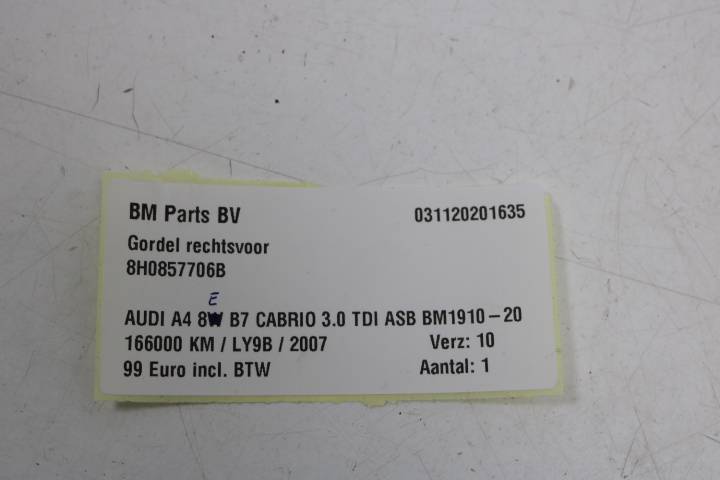 BM Parts BV 031120201635
Gordel rechtsvoor
8H0857706B
E
AUDI A4 8W B7 CABRIO 3.0 TDI ASB BM1910-20
166000 KM / LY9B / 2007 Verz: 10
99 Euro incl. BTW Aantal: 1